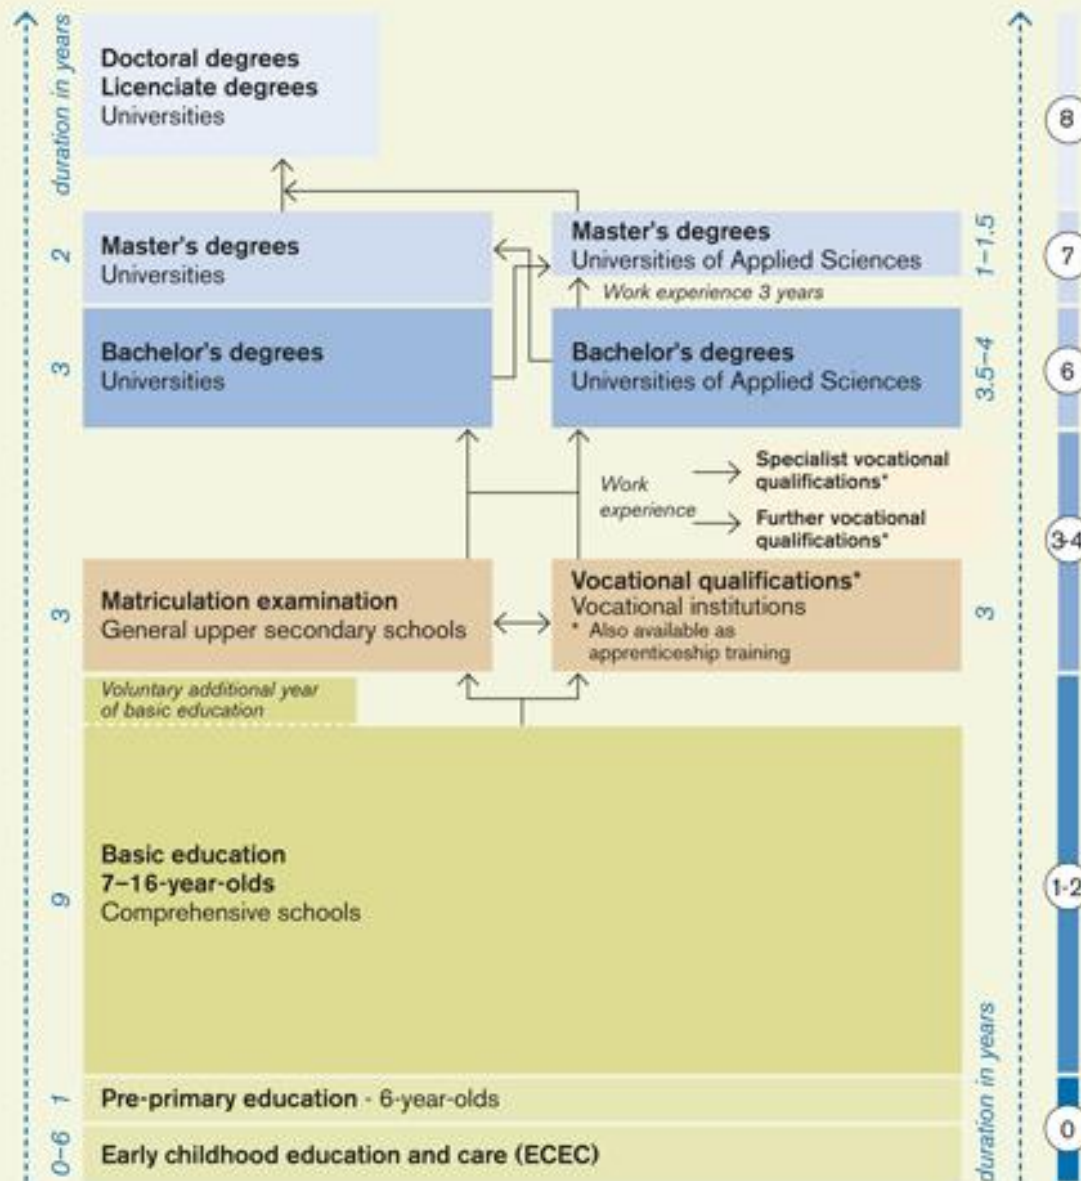 duration in years
Doctoral degrees
Licenciate degrees
Universities
8
2
Master's degrees
Universities
Master's degrees
Universities of Applied Sciences
1–1.5
7
Work experience 3 years
3
Bachelor's degrees
Universities
Bachelor's degrees
Universities of Applied Sciences
3.5–4
6
Work
experience
Specialist vocational
qualifications*
Further vocational
qualifications*
3-4
3
Matriculation examination
General upper secondary schools
Vocational qualifications*
Vocational institutions
* Also available as
apprenticeship training
3
Voluntary additional year
of basic education
9
Basic education
7–16-year-olds
Comprehensive schools
1-2
1
Pre-primary education - 6-year-olds
0–6
Early childhood education and care (ECEC)
duration in years
0